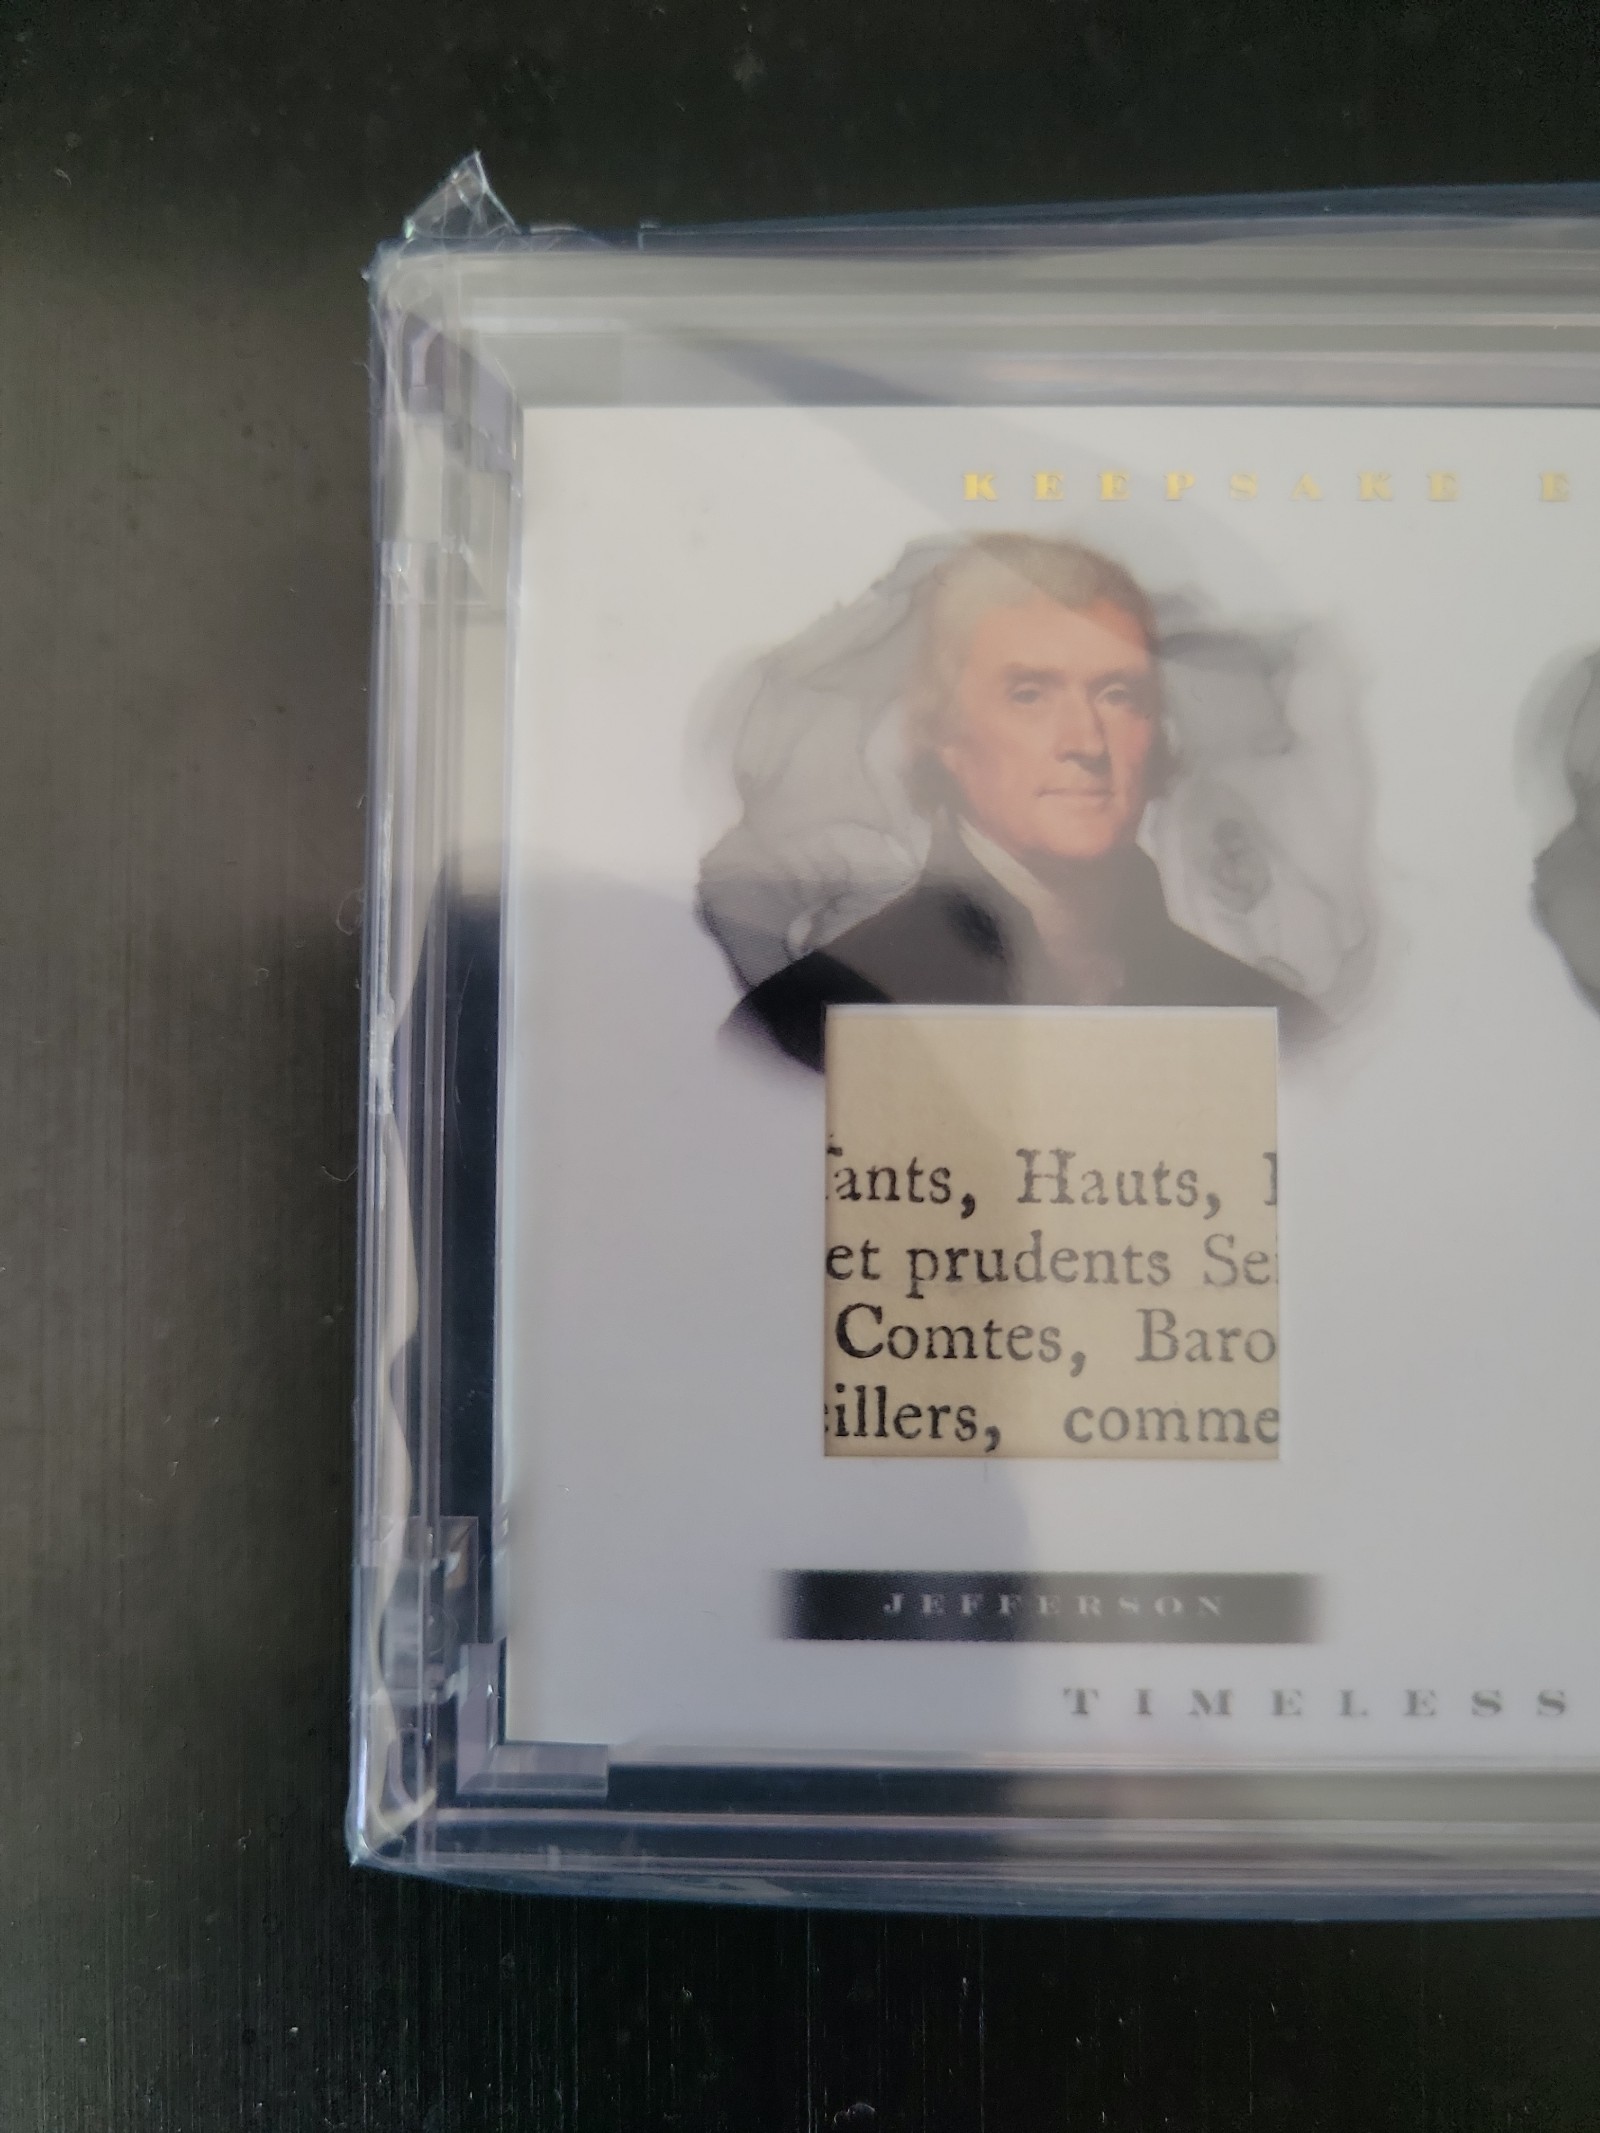 KEEPSAKE E
ants, Hauts,
et prudents Se
Comtes, Baro
illers, comme
JEFFERSON
TIMELESS